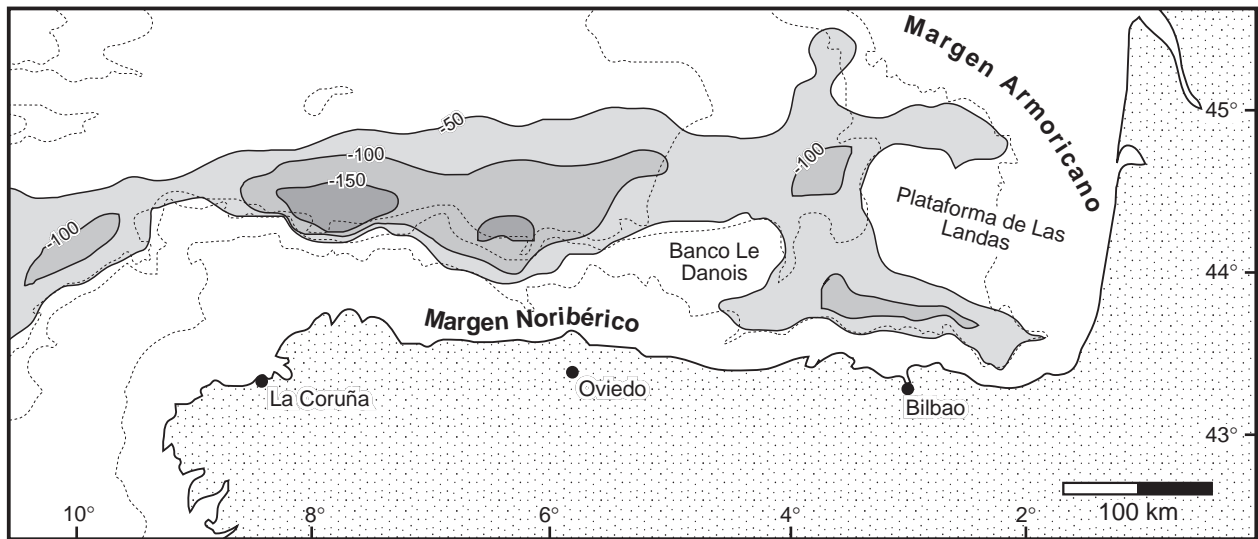 Margen Armoricano
45°
-50
-100
-100
-150
Plataforma de Las
Landas
-100
Banco Le
Danois
44°
Margen Noribérico
La Coruña
Oviedo
Bilbao
43°
10°
8°
6°
4°
2°
100 km